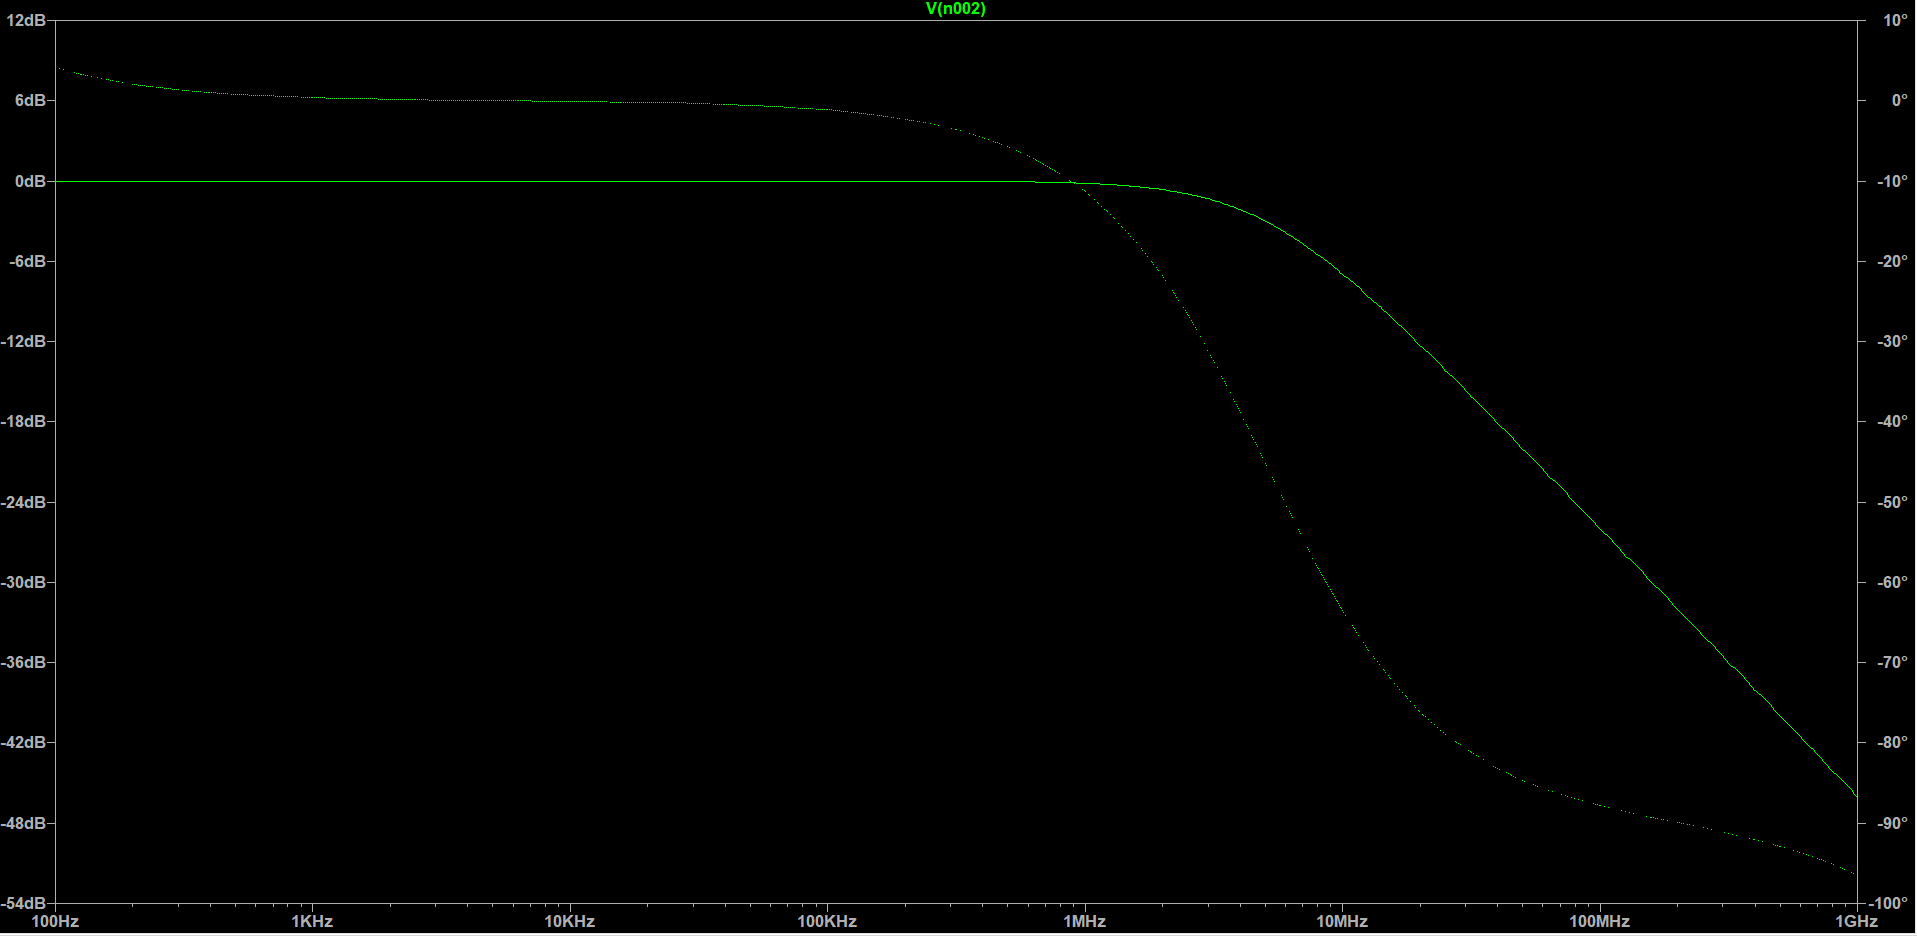 V(n002)
12dB 10°
6dB 0°
0dB -10°
-6dB -20°
-12dB -30°
-18dB -40°
-24dB -50°
-30dB -60°
-36dB -70°
-42dB -80°
-48dB -90°
-54dB -100°
100Hz 1KHz 10KHz 100KHz 1MHz 10MHz 100MHz 1GHz